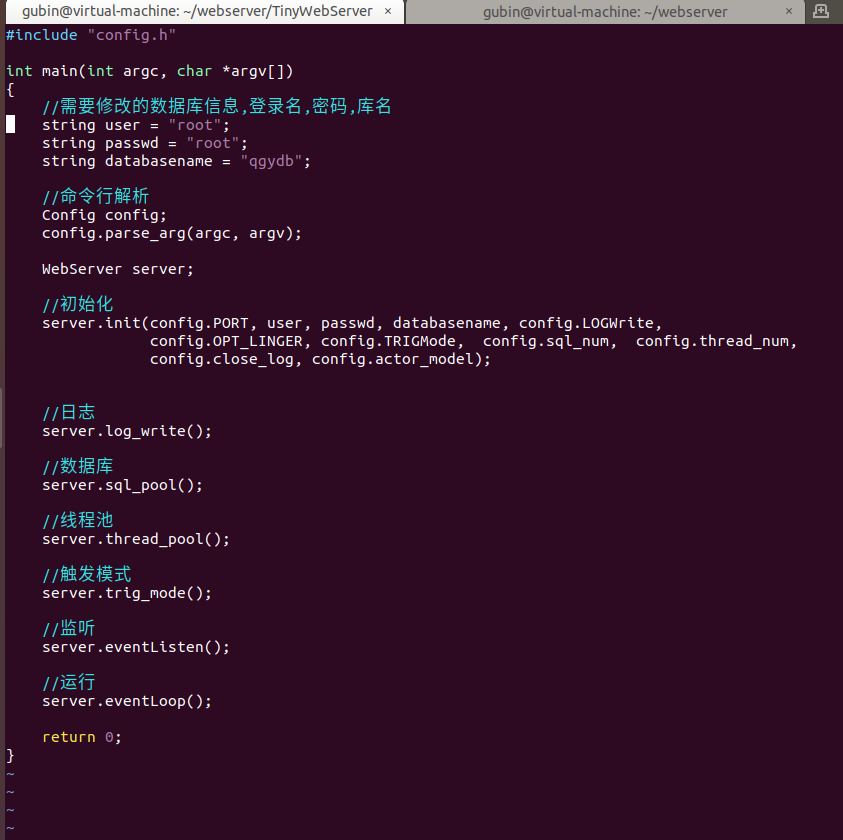 gubin@virtual-machine: ~/webserver/TinyWebServer × gubin@virtual-machine: ~/webserver ×
#include "config.h"
int main(int argc, char *argv[])
{
//需要修改的数据库信息,登录名,密码,库名
string user = "root";
string passwd = "root";
string databasename = "qgydb";
//命令行解析
Config config;
config.parse_arg(argc, argv);
WebServer server;
//初始化
server.init(config.PORT, user, passwd, databasename, config.LOGWrite,
config.OPT_LINGER, config.TRIGMode,  config.sql_num,  config.thread_num,
config.close_log, config.actor_model);
//日志
server.log_write();
//数据库
server.sql_pool();
//线程池
server.thread_pool();
//触发模式
server.trig_mode();
//监听
server.eventListen();
//运行
server.eventLoop();
return 0;
}
~
~
~
~